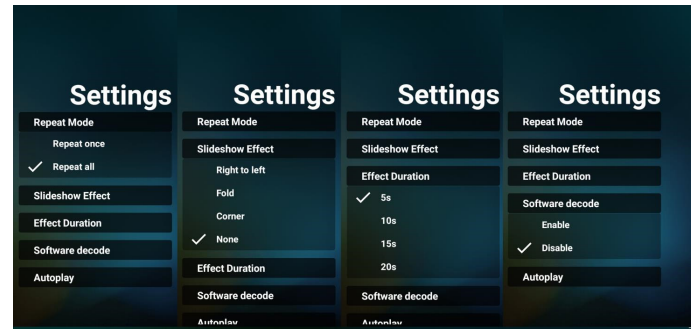 Settings
Repeat Mode
Repeat once
Repeat all
Slideshow Effect
Effect Duration
Software decode
Autoplay
Settings
Repeat Mode
Slideshow Effect
Right to left
Fold
Corner
None
Effect Duration
Software decode
Autoplay
Settings
Repeat Mode
Slideshow Effect
Effect Duration
5s
10s
15s
20s
Software decode
Autoplay
Settings
Repeat Mode
Slideshow Effect
Effect Duration
Software decode
Enable
Disable
Autoplay